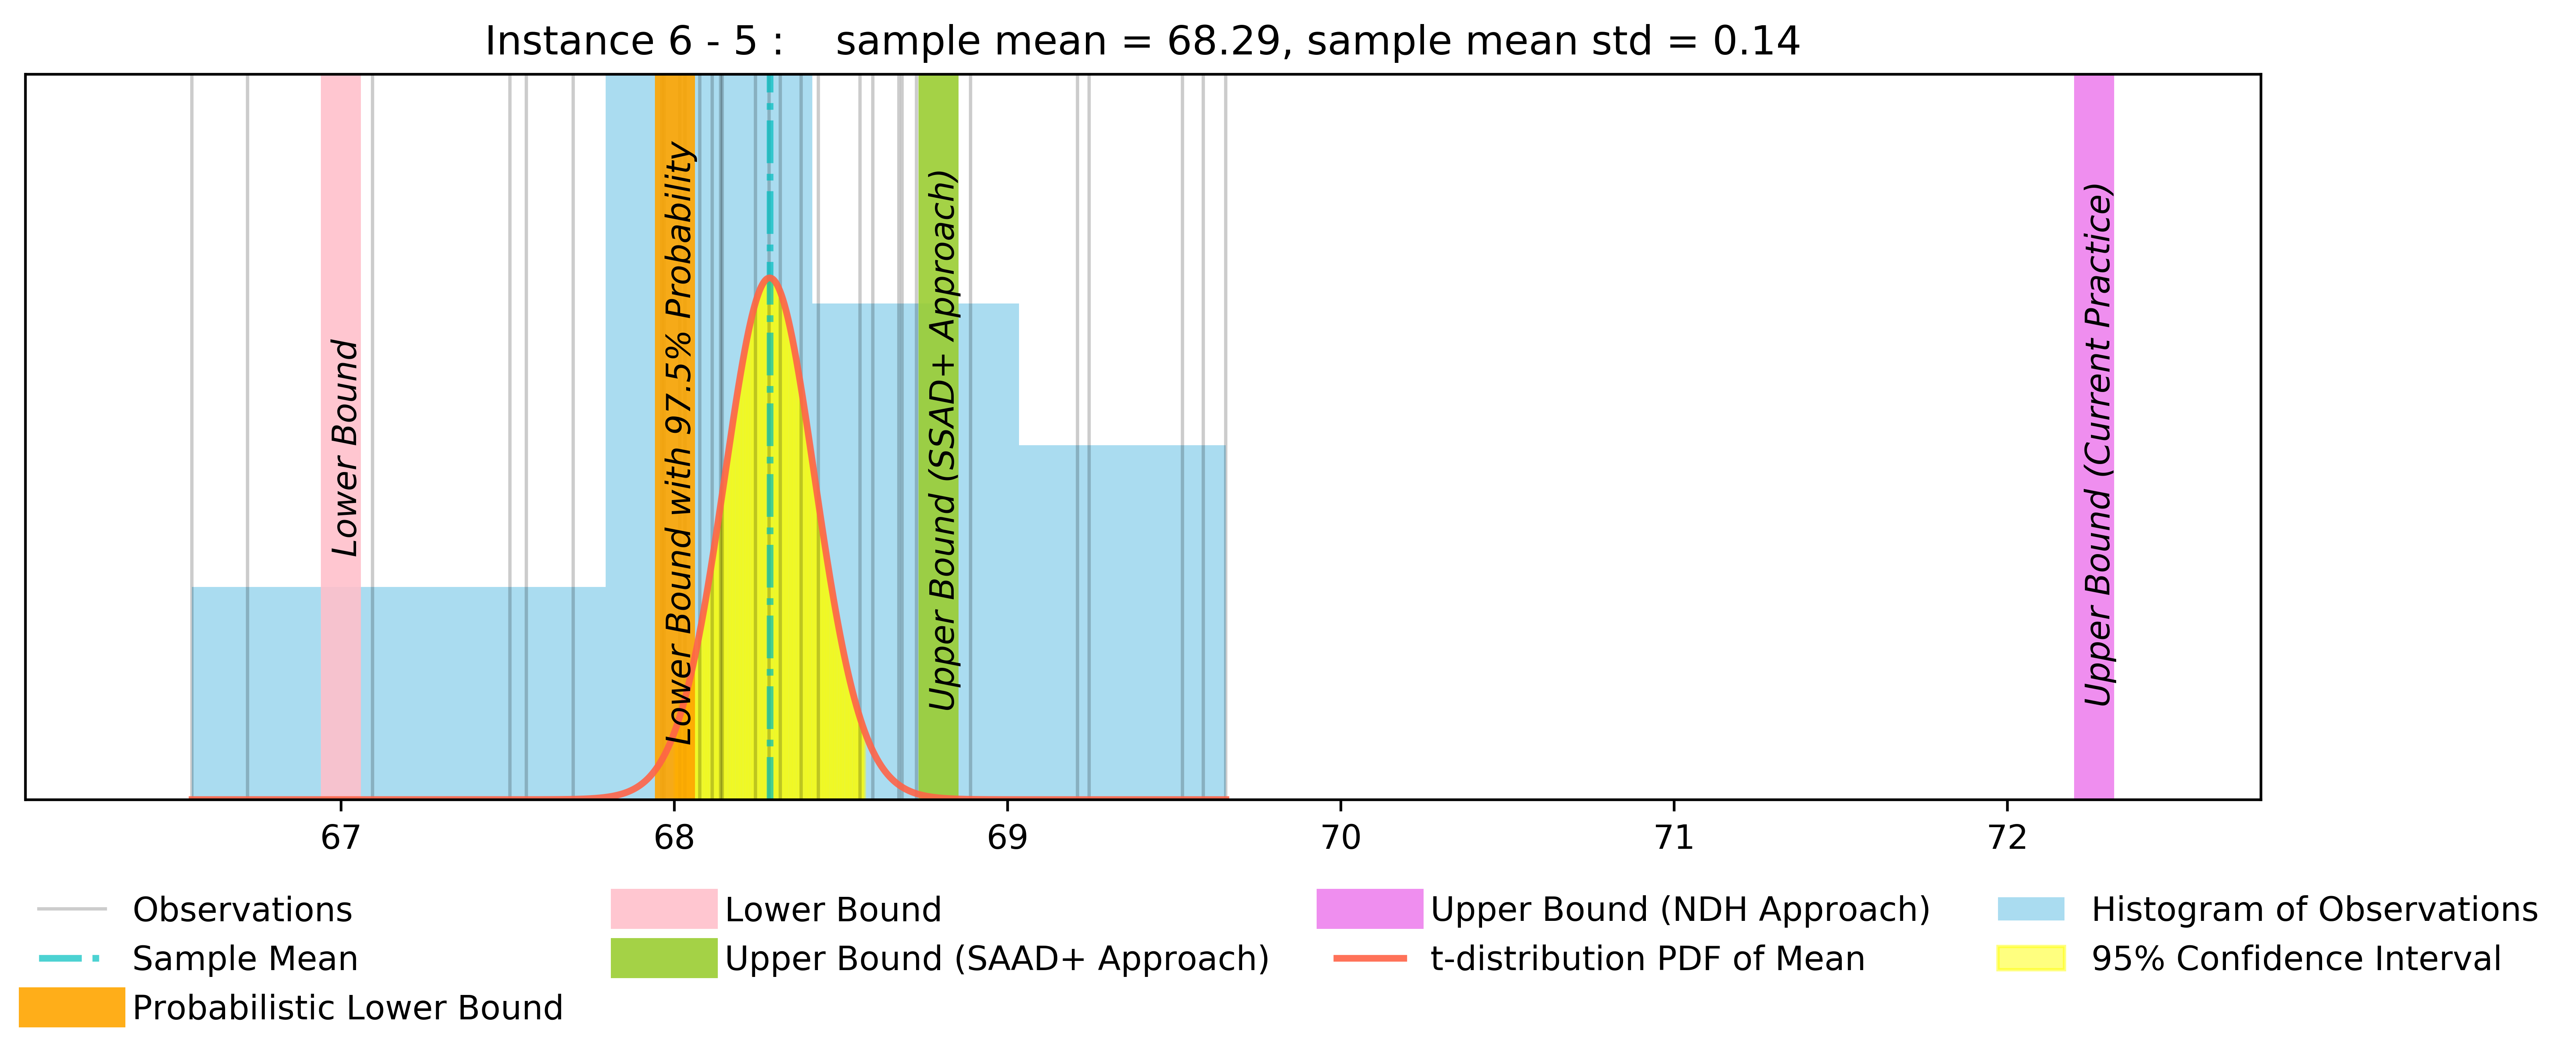 Instance 6 - 5 :    sample mean = 68.29, sample mean std = 0.14
Lower Bound
Lower Bound with 97.5% Probability
Upper Bound (SSAD+ Approach)
Upper Bound (Current Practice)
67 68 69 70 71 72
Observations
Sample Mean
Probabilistic Lower Bound
Lower Bound
Upper Bound (SAAD+ Approach)
Upper Bound (NDH Approach)
t-distribution PDF of Mean
Histogram of Observations
95% Confidence Interval